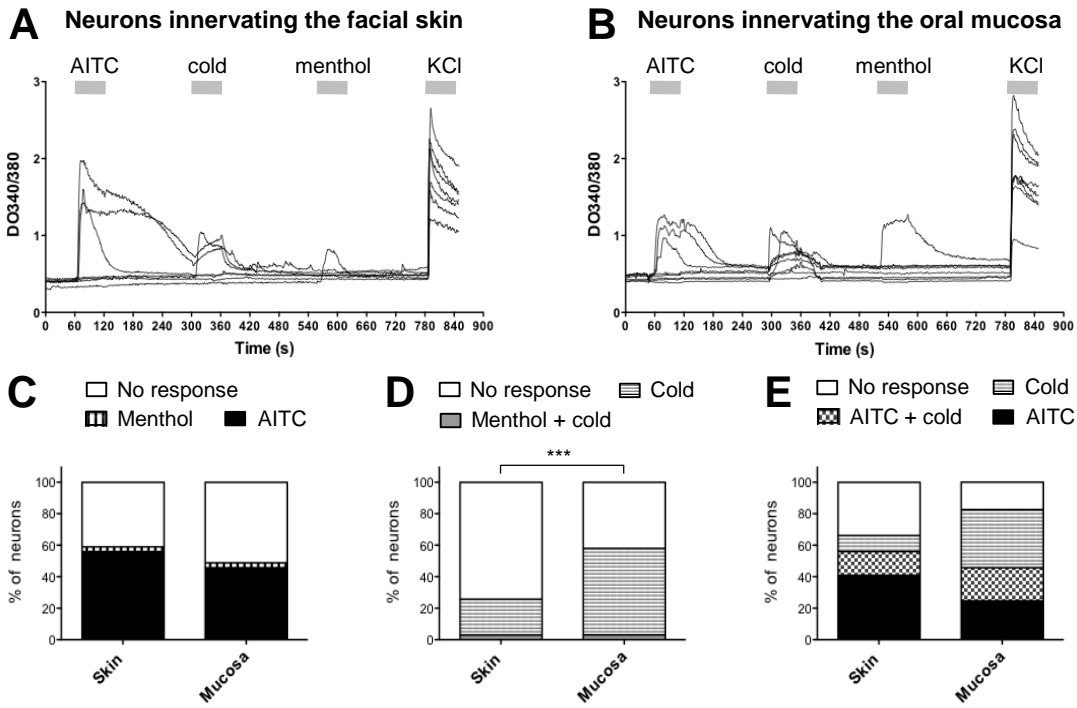 A Neurons innervating the facial skin
AITC cold menthol KCl
3
2
1
0
DO340/380
0 60 120 180 240 300 360 420 480 540 600 660 720 780 840 900
Time (s)
B Neurons innervating the oral mucosa
AITC cold menthol KCl
3
2
1
0
DO340/380
0 60 120 180 240 300 360 420 480 540 600 660 720 780 840 900
Time (s)
C No response
Menthol AITC
100
80
60
40
20
0
% of neurons
Skin Mucosa
D No response Cold
Menthol + cold
***
100
80
60
40
20
0
% of neurons
Skin Mucosa
E No response Cold
AITC + cold AITC
100
80
60
40
20
0
% of neurons
Skin Mucosa